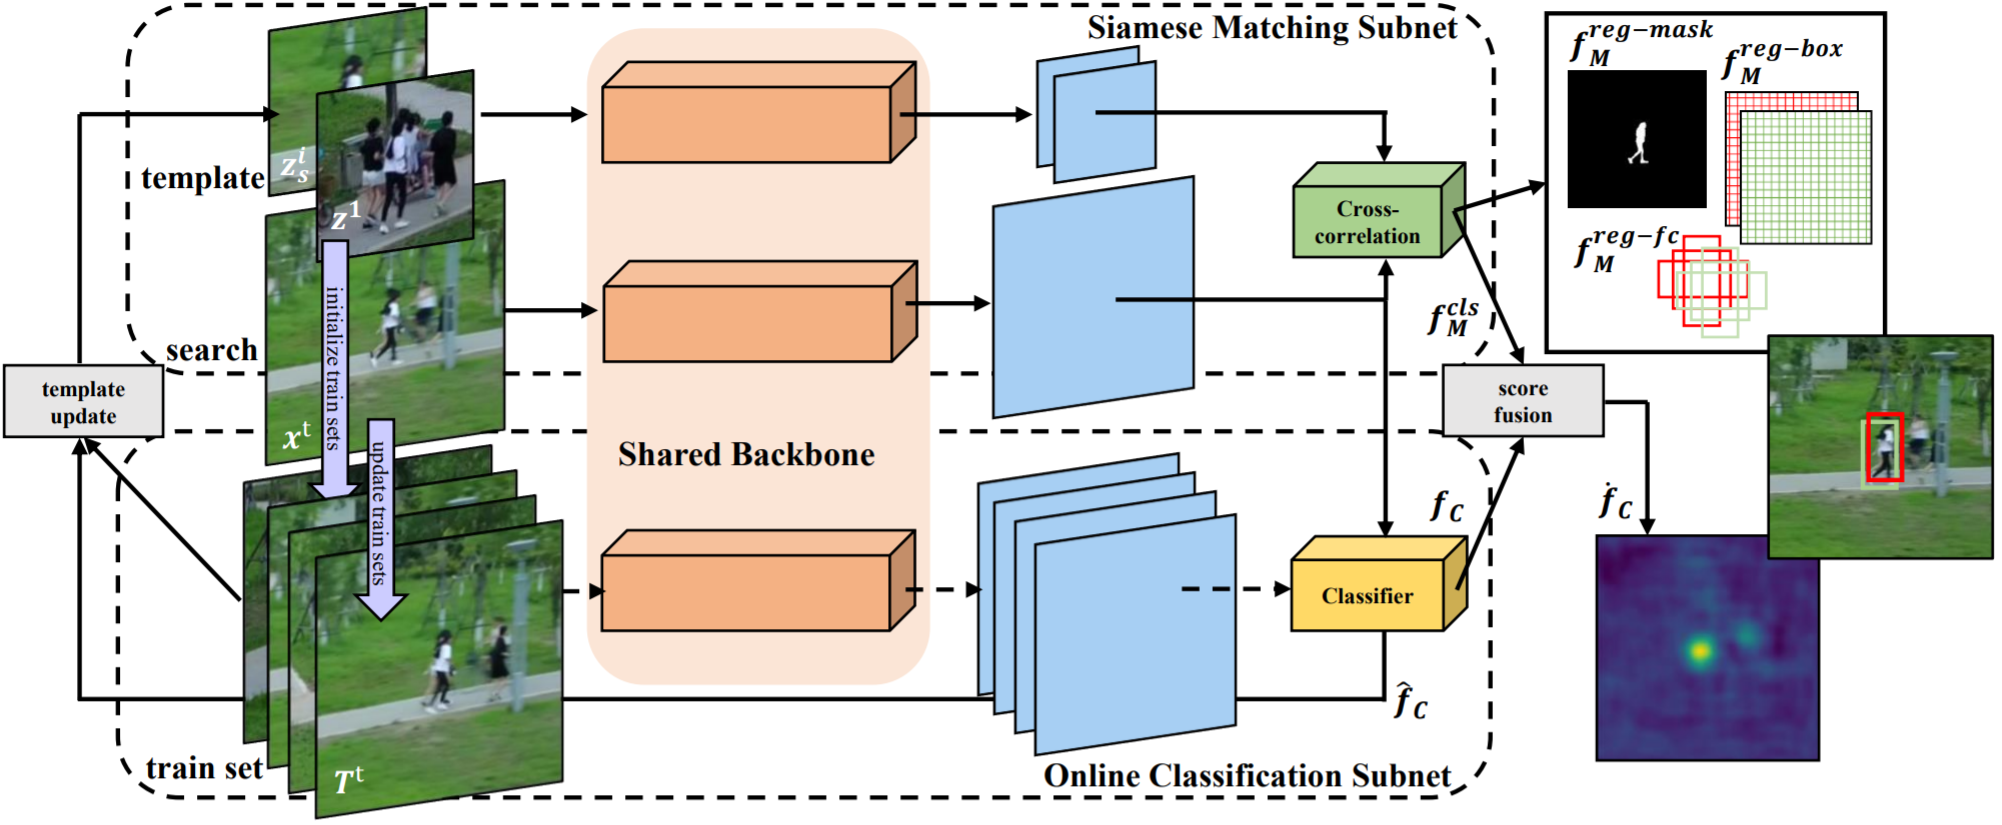 Siamese Matching Subnet
template
z_s^i
z^1
search
x^t
initialize train sets
update train sets
template
update
Shared Backbone
train set
T^t
Cross-
correlation
f_M^{cls}
score
fusion
f_C
Classifier
\hat{f}_C
Online Classification Subnet
f_M^{reg-mask}
f_M^{reg-box}
f_M^{reg-fc}
\dot{f}_C